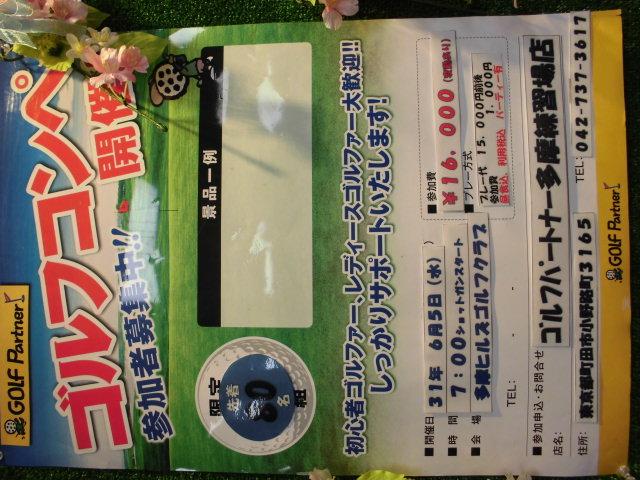 GOLF Partner
ゴルフコンペ
開催
参加者募集中!!
景品一例
限定
先着
80名
組
初心者ゴルファー、レディースゴルファー大歓迎!!
しっかりサポートいたします!
■開催日 31年 6月5日(水)
■時間 7:00ショットガンスタート
■会場 多摩ヒルズゴルフクラブ
TEL:
■参加費
¥16,000
■プレー方式
プレー代 15,000円前後
参加費 1,000円
昼食込、利用税込 パーティー有
■参加申込・お問合せ
店名: ゴルフパートナー多摩練習場店
住所: 東京都町田市小野路町3165 TEL: 042-737-3617
GOLF Partner